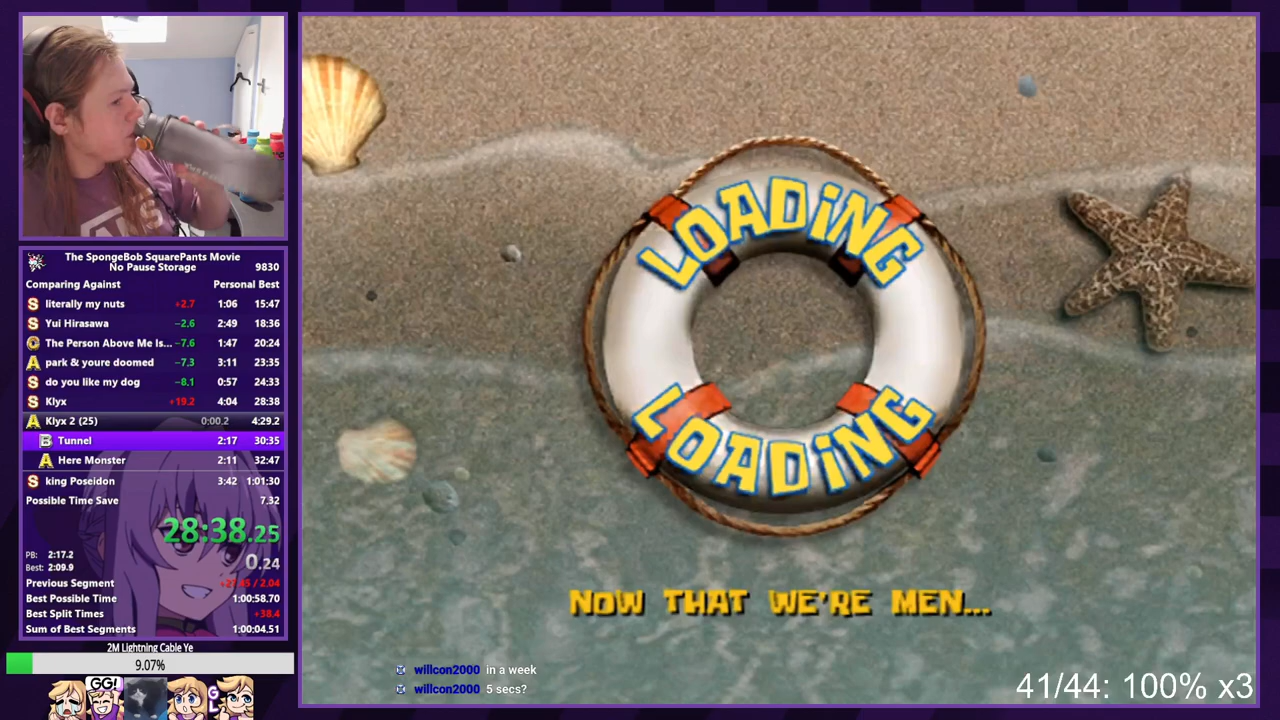 The SpongeBob SquarePants Movie
No Pause Storage 9830
Comparing Against Personal Best
S literally my nuts +2.7 1:06 15:47
S Yui Hirasawa −2.6 2:49 18:36
C The Person Above Me Is... −7.6 1:47 20:24
A park & youre doomed −7.3 3:11 23:35
S do you like my dog −8.1 0:57 24:33
S Klyx +19.2 4:04 28:38
A Klyx 2 (25) 0:00.2 4:29.2
B Tunnel 2:17 30:35
A Here Monster 2:11 32:47
S king Poseidon 3:42 1:01:30
Possible Time Save 7.32
28:38.25
PB: 2:17.2
Best: 2:09.9
0.24
Previous Segment / 2.04
Best Possible Time 1:00:58.70
Best Split Times +38.4
Sum of Best Segments 1:00:04.51
2M Lightning Cable Ye
9.07%
GG!
GL
LOADING
LOADING
NOW THAT WE'RE MEN...
willcon2000 in a week
willcon2000 5 secs?
41/44: 100% x3